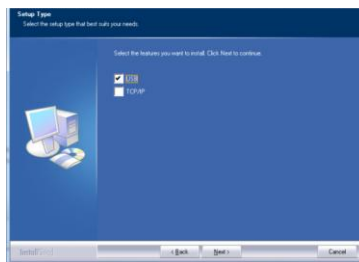 Setup Type
Select the setup type that best suits your needs.
Select the features you want to install. Click Next to continue.
USB
TCP/IP
InstallShield
< Back
Next >
Cancel